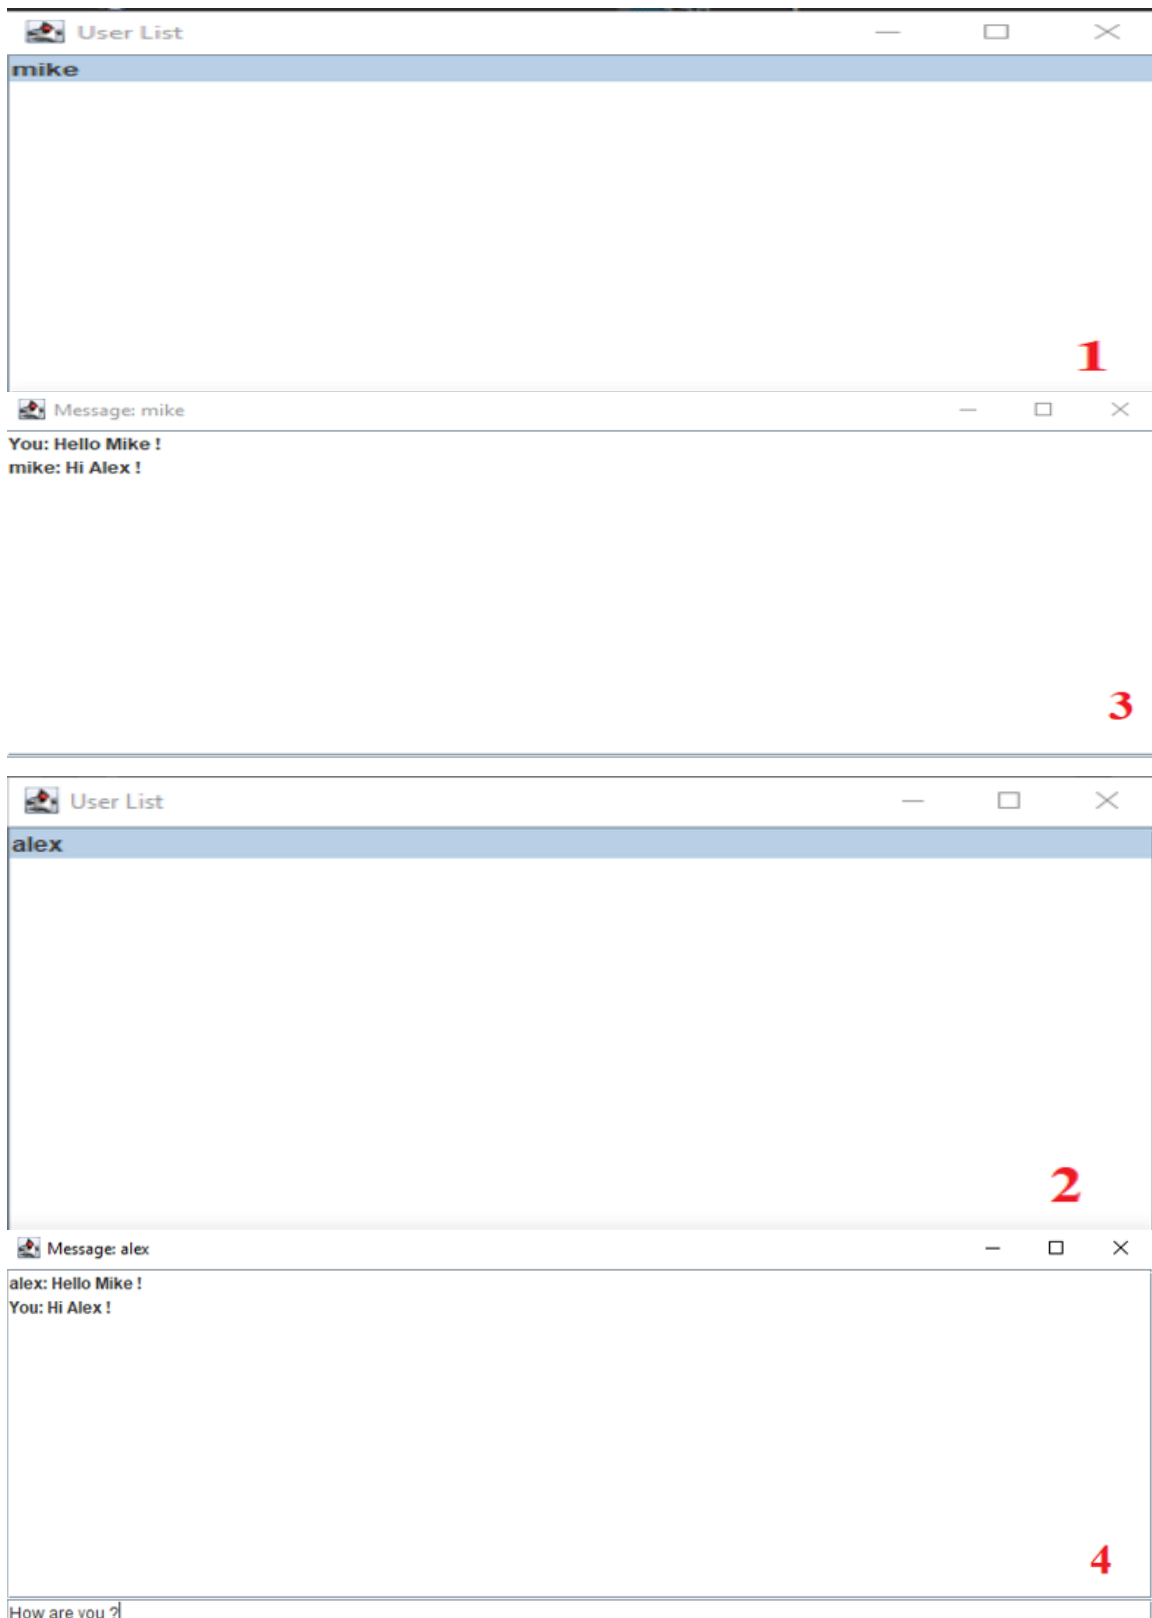 User List
mike
1
Message: mike
You: Hello Mike !
mike: Hi Alex !
3
User List
alex
2
Message: alex
alex: Hello Mike !
You: Hi Alex !
4
How are you ?